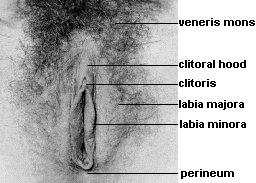 veneris mons
clitoral hood
clitoris
labia majora
labia minora
perineum